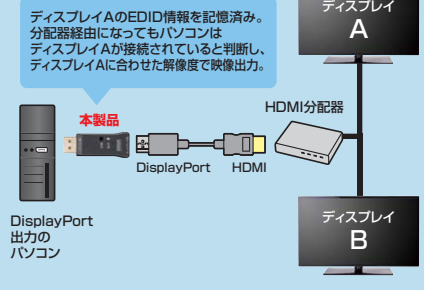 ディスプレイAのEDID情報を記憶済み。
分配器経由になってもパソコンは
ディスプレイAが接続されていると判断し、
ディスプレイAに合わせた解像度で映像出力。
ディスプレイ
A
HDMI分配器
本製品
DisplayPort
HDMI
DisplayPort
出力の
パソコン
ディスプレイ
B